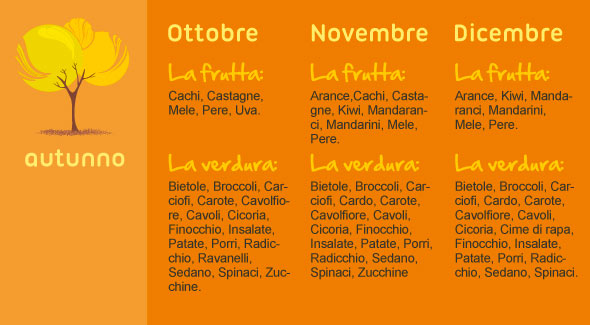 autunno
Ottobre
La frutta:
Cachi, Castagne,
Mele, Pere, Uva.
La verdura:
Bietole, Broccoli, Car-
ciofi, Carote, Cavolfio-
re, Cavoli, Cicoria,
Finocchio, Insalate,
Patate, Porri, Radic-
chio, Ravanelli,
Sedano, Spinaci, Zuc-
chine.
Novembre
La frutta:
Arance,Cachi, Casta-
gne, Kiwi, Mandaran-
ci, Mandarini, Mele,
Pere.
La verdura:
Bietole, Broccoli, Car-
ciofi, Cardo, Carote,
Cavolfiore, Cavoli,
Cicoria, Finocchio,
Insalate, Patate, Porri,
Radicchio, Sedano,
Spinaci, Zucchine
Dicembre
La frutta:
Arance, Kiwi, Manda-
ranci, Mandarini,
Mele, Pere.
La verdura:
Bietole, Broccoli, Car-
ciofi, Cardo, Carote,
Cavolfiore, Cavoli,
Cicoria, Cime di rapa,
Finocchio, Insalate,
Patate, Porri, Radic-
chio, Sedano, Spinaci.